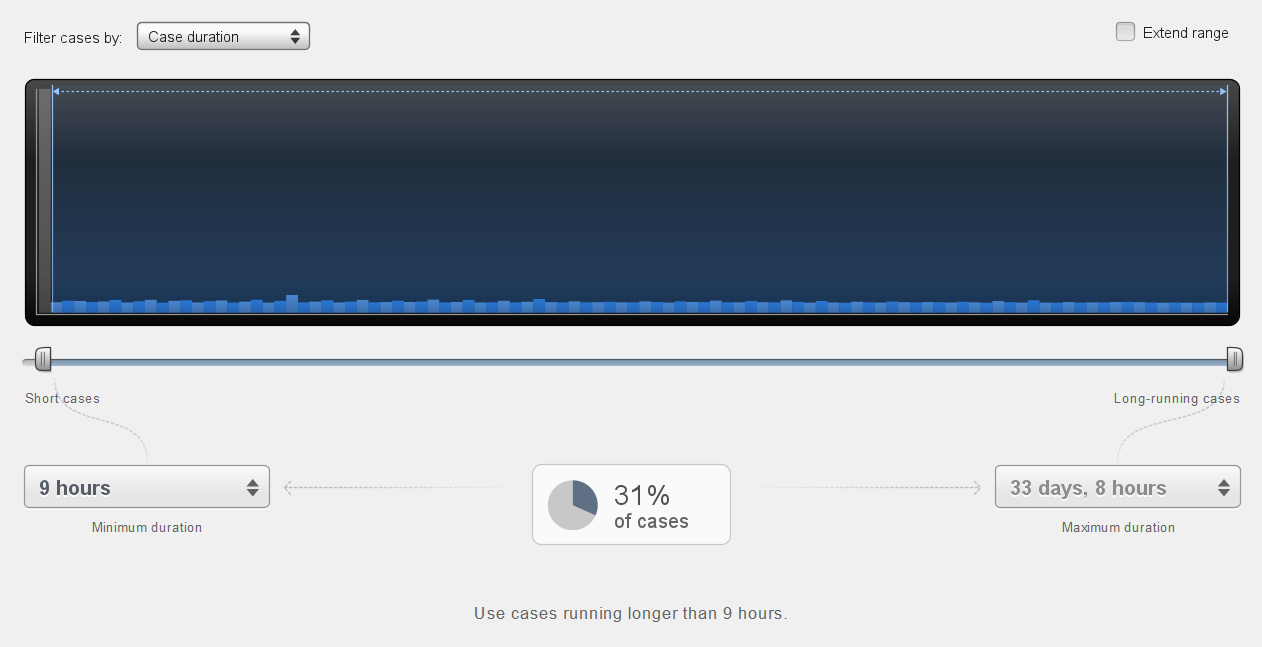 Filter cases by: Case duration Extend range
Short cases Long-running cases
9 hours 31% 33 days, 8 hours
of cases
Minimum duration Maximum duration
Use cases running longer than 9 hours.